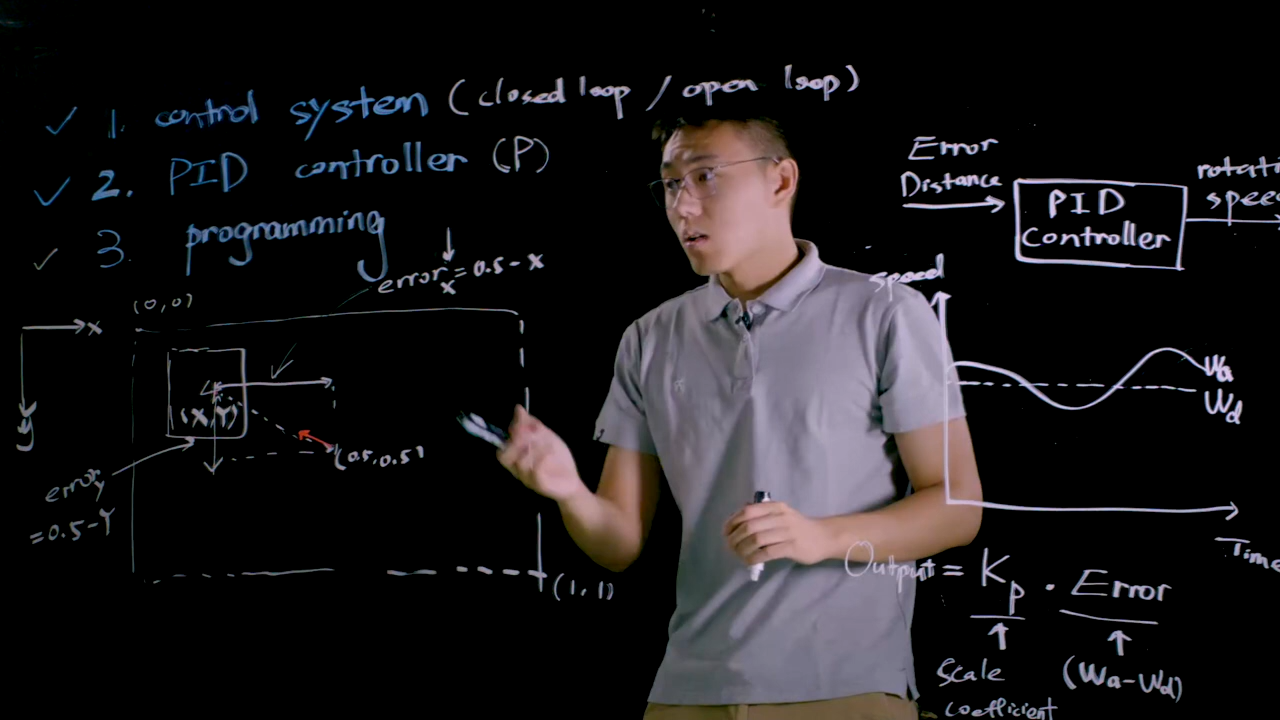 ✓ 1. control system (closed loop / open loop)
✓ 2. PID controller (P)
✓ 3 programming
error x = 0.5 - X
(0,0)
x
y
(X,Y)
(0.5,0.5)
error y
= 0.5 - Y
(1,1)
Error
Distance
PID
Controller
speed
Wa
Wd
Time
Output = Kp · Error
Scale
coefficient
(Wa - Wd)